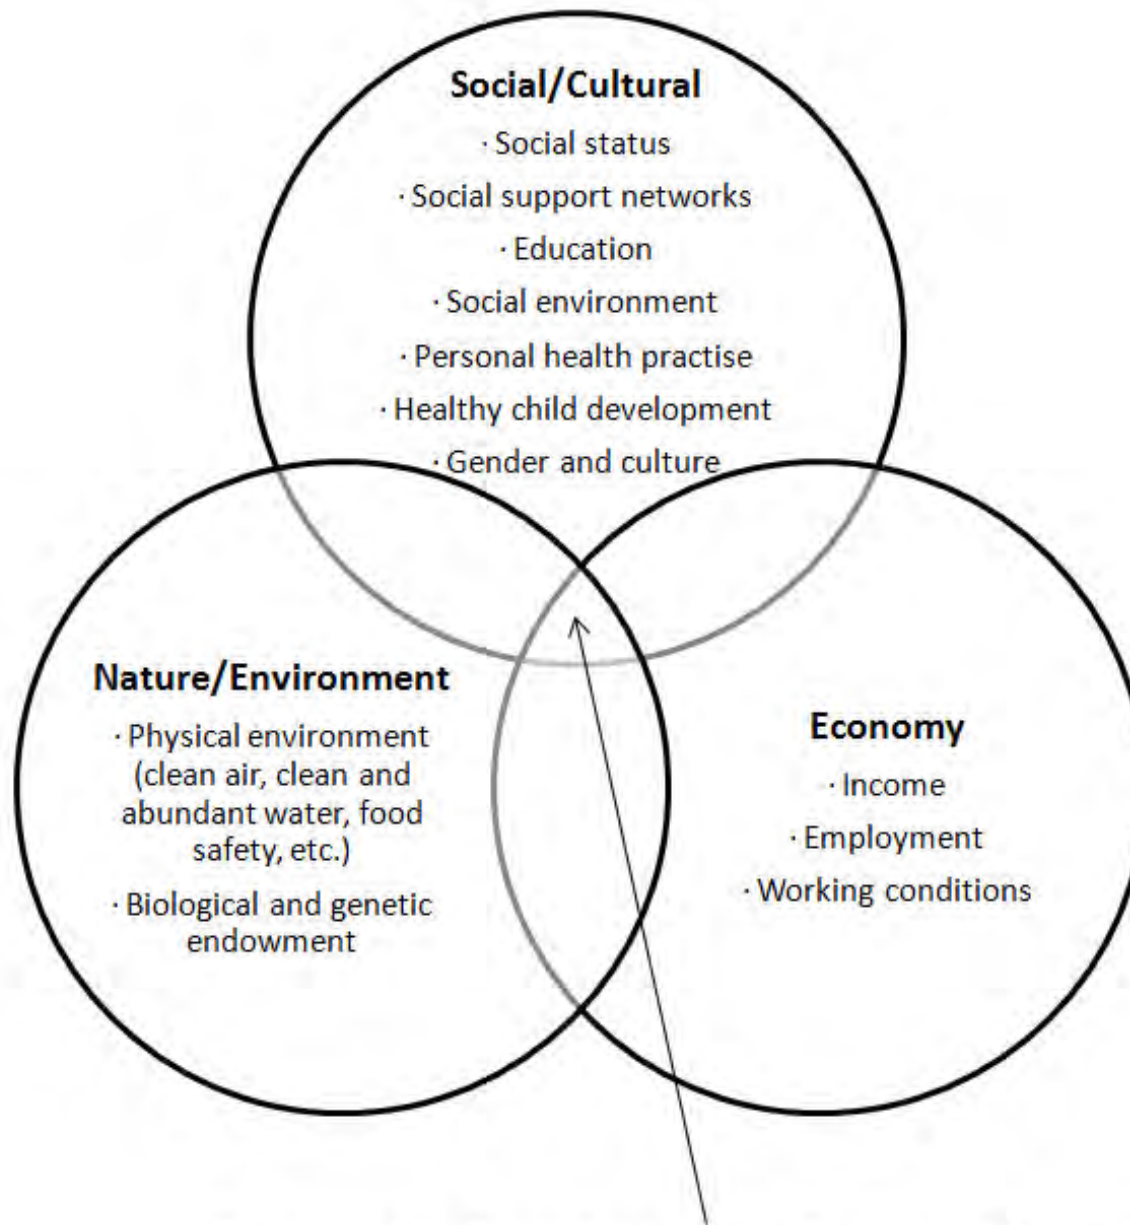 Social/Cultural
· Social status
· Social support networks
· Education
· Social environment
· Personal health practise
· Healthy child development
· Gender and culture
Nature/Environment
· Physical environment
(clean air, clean and
abundant water, food
safety, etc.)
· Biological and genetic
endowment
Economy
· Income
· Employment
· Working conditions